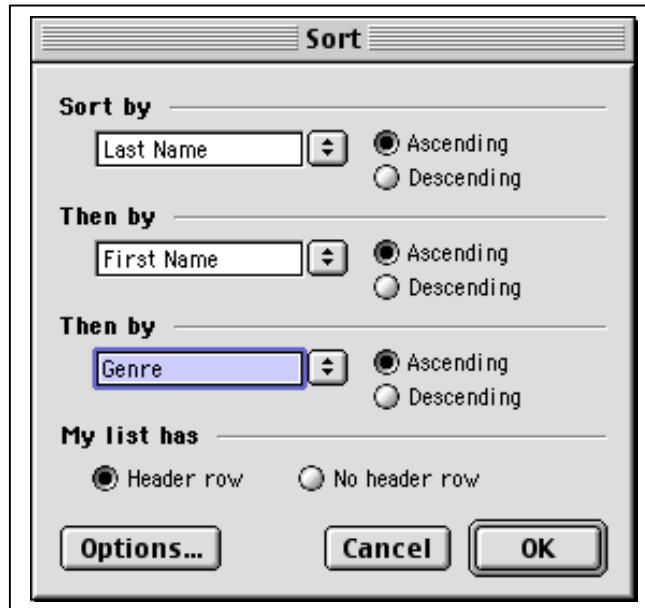 Sort
Sort by
Last Name
Ascending
Descending
Then by
First Name
Ascending
Descending
Then by
Genre
Ascending
Descending
My list has
Header row No header row
Options... Cancel OK